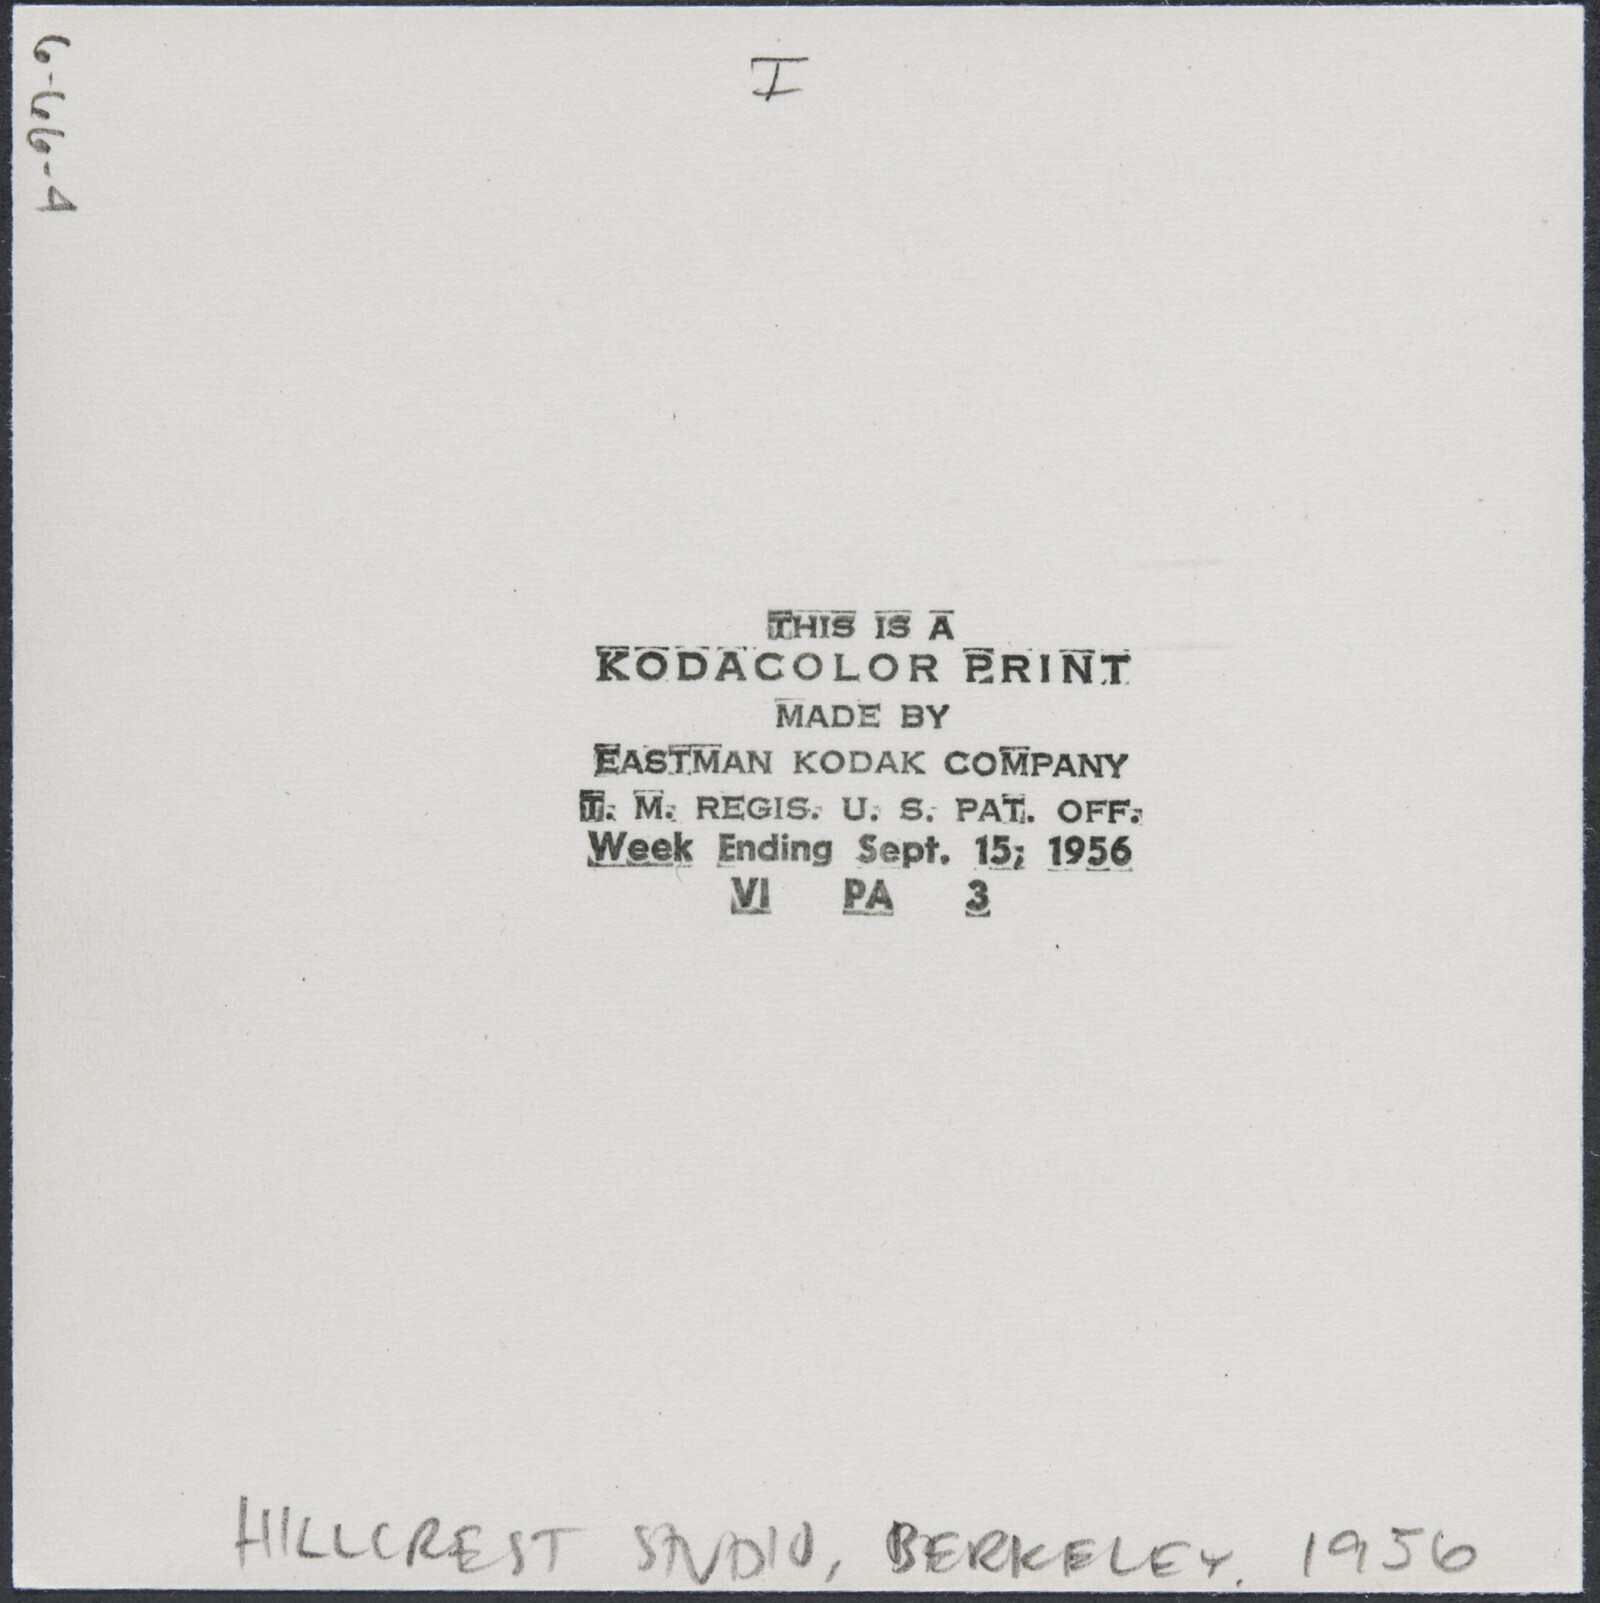 I
6-66-A
THIS IS A
KODACOLOR PRINT
MADE BY
EASTMAN KODAK COMPANY
T. M. REGIS. U. S. PAT. OFF.
Week Ending Sept. 15, 1956
VI PA 3
HILLCREST STUDIO, BERKELEY. 1956